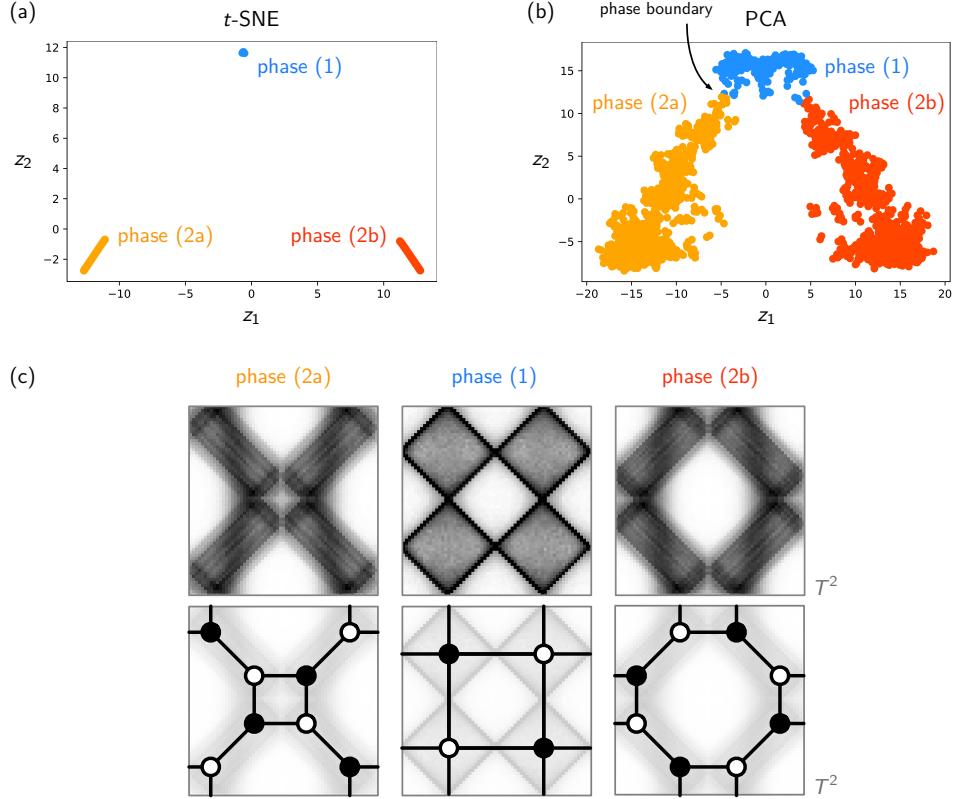 (a)
t-SNE
12
10
8
6
4
2
0
−2
z2
−10
−5
0
5
10
z1
phase (1)
phase (2a)
phase (2b)
(b)
phase boundary
PCA
15
10
5
0
−5
z2
−20
−15
−10
−5
0
5
10
15
20
z1
phase (1)
phase (2a)
phase (2b)
(c)
phase (2a)
phase (1)
phase (2b)
T²
T²